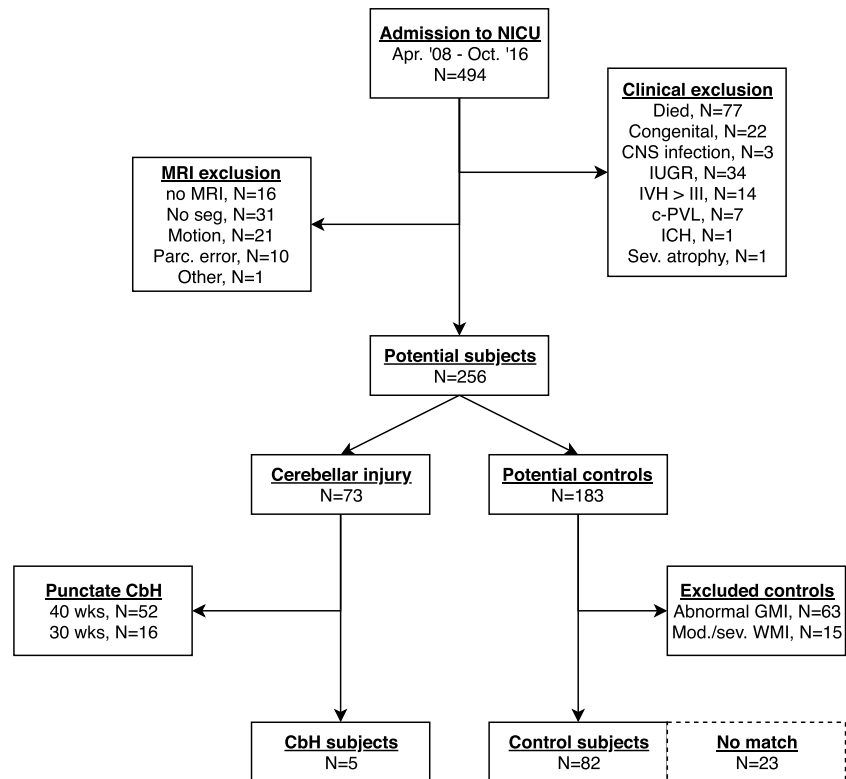 Admission to NICU
Apr. '08 - Oct. '16
N=494
Clinical exclusion
Died, N=77
Congenital, N=22
CNS infection, N=3
IUGR, N=34
IVH > III, N=14
c-PVL, N=7
ICH, N=1
Sev. atrophy, N=1
MRI exclusion
no MRI, N=16
No seg, N=31
Motion, N=21
Parc. error, N=10
Other, N=1
Potential subjects
N=256
Cerebellar injury
N=73
Potential controls
N=183
Punctate CbH
40 wks, N=52
30 wks, N=16
Excluded controls
Abnormal GMI, N=63
Mod./sev. WMI, N=15
CbH subjects
N=5
Control subjects
N=82
No match
N=23